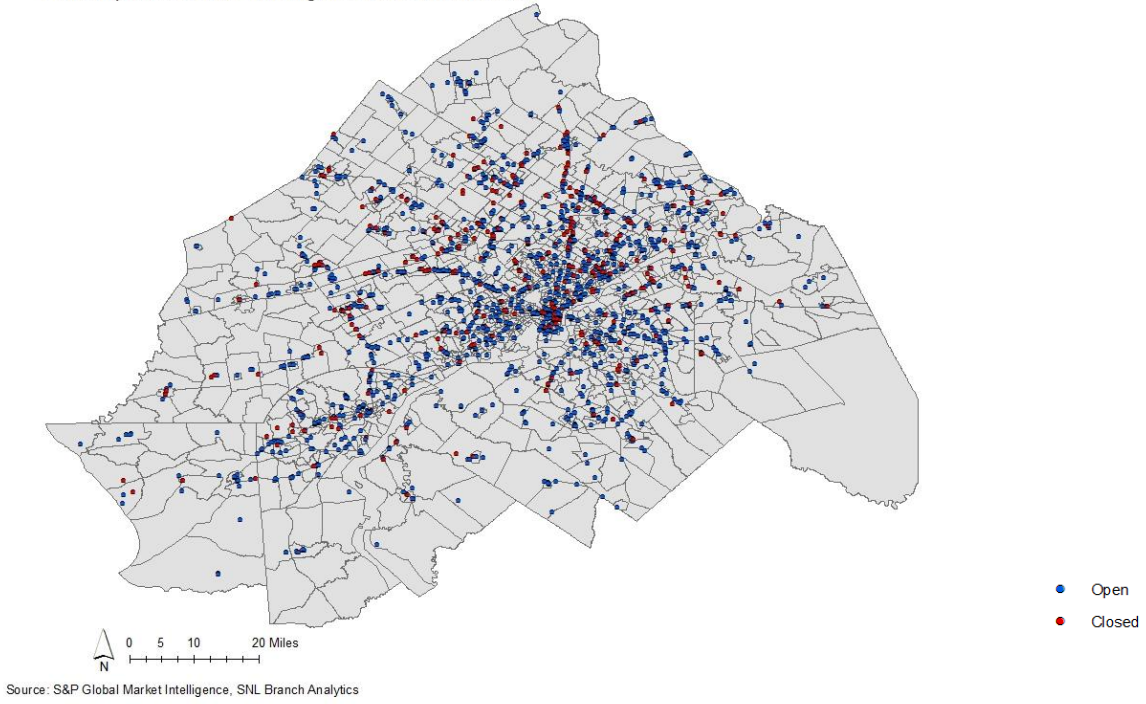 Open
Closed
0 5 10 20 Miles
N
Source: S&P Global Market Intelligence, SNL Branch Analytics